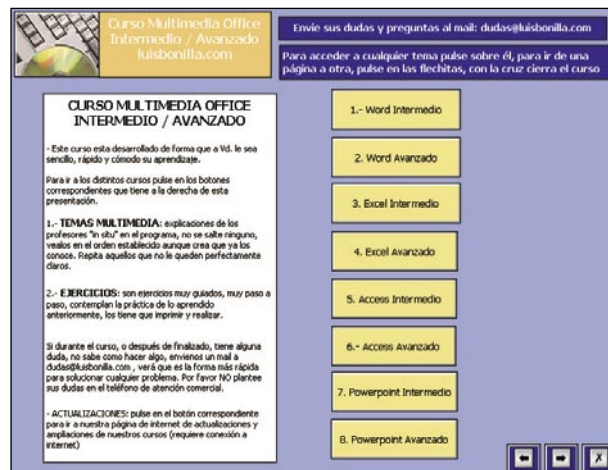 Curso Multimedia Office
Intermedio / Avanzado
luisbonilla.com
Envie sus dudas y preguntas al mail: dudas@luisbonilla.com
Para acceder a cualquier tema pulse sobre él, para ir de una
página a otra, pulse en las flechitas, con la cruz cierra el curso
CURSO MULTIMEDIA OFFICE
INTERMEDIO / AVANZADO
- Este curso esta desarrollado de forma que a Vd. le sea
sencillo, rápido y cómodo su aprendizaje.
Para ir a los distintos cursos pulse en los botones
correspondientes que tiene a la derecha de esta
presentación.
1.- TEMAS MULTIMEDIA: explicaciones de los
profesores "in situ" en el programa, no se salte ninguno,
vealos en el orden establecido aunque crea que ya los
conoce. Repita aquellos que no le queden perfectamente
claros.
2.- EJERCICIOS: son ejercicios muy guiados, muy paso a
paso, contemplan la práctica de lo aprendido
anteriormente, los tiene que imprimir y realizar.
Si durante el curso, o después de finalizado, tiene alguna
duda, no sabe como hacer algo, envienos un mail a
dudas@luisbonilla.com , verá que es la forma más rápida
para solucionar cualquier problema. Por favor NO plantee
sus dudas en el teléfono de atención comercial.
- ACTUALIZACIONES: pulse en el botón correspondiente
para ir a nuestra página de internet de actualizaciones y
ampliaciones de nuestros cursos (requiere conexión a
internet)
1.- Word Intermedio
2. Word Avanzado
3. Excel Intermedio
4. Excel Avanzado
5. Access Intermedio
6.- Access Avanzado
7. Powerpoint Intermedio
8. Powerpoint Avanzado
X